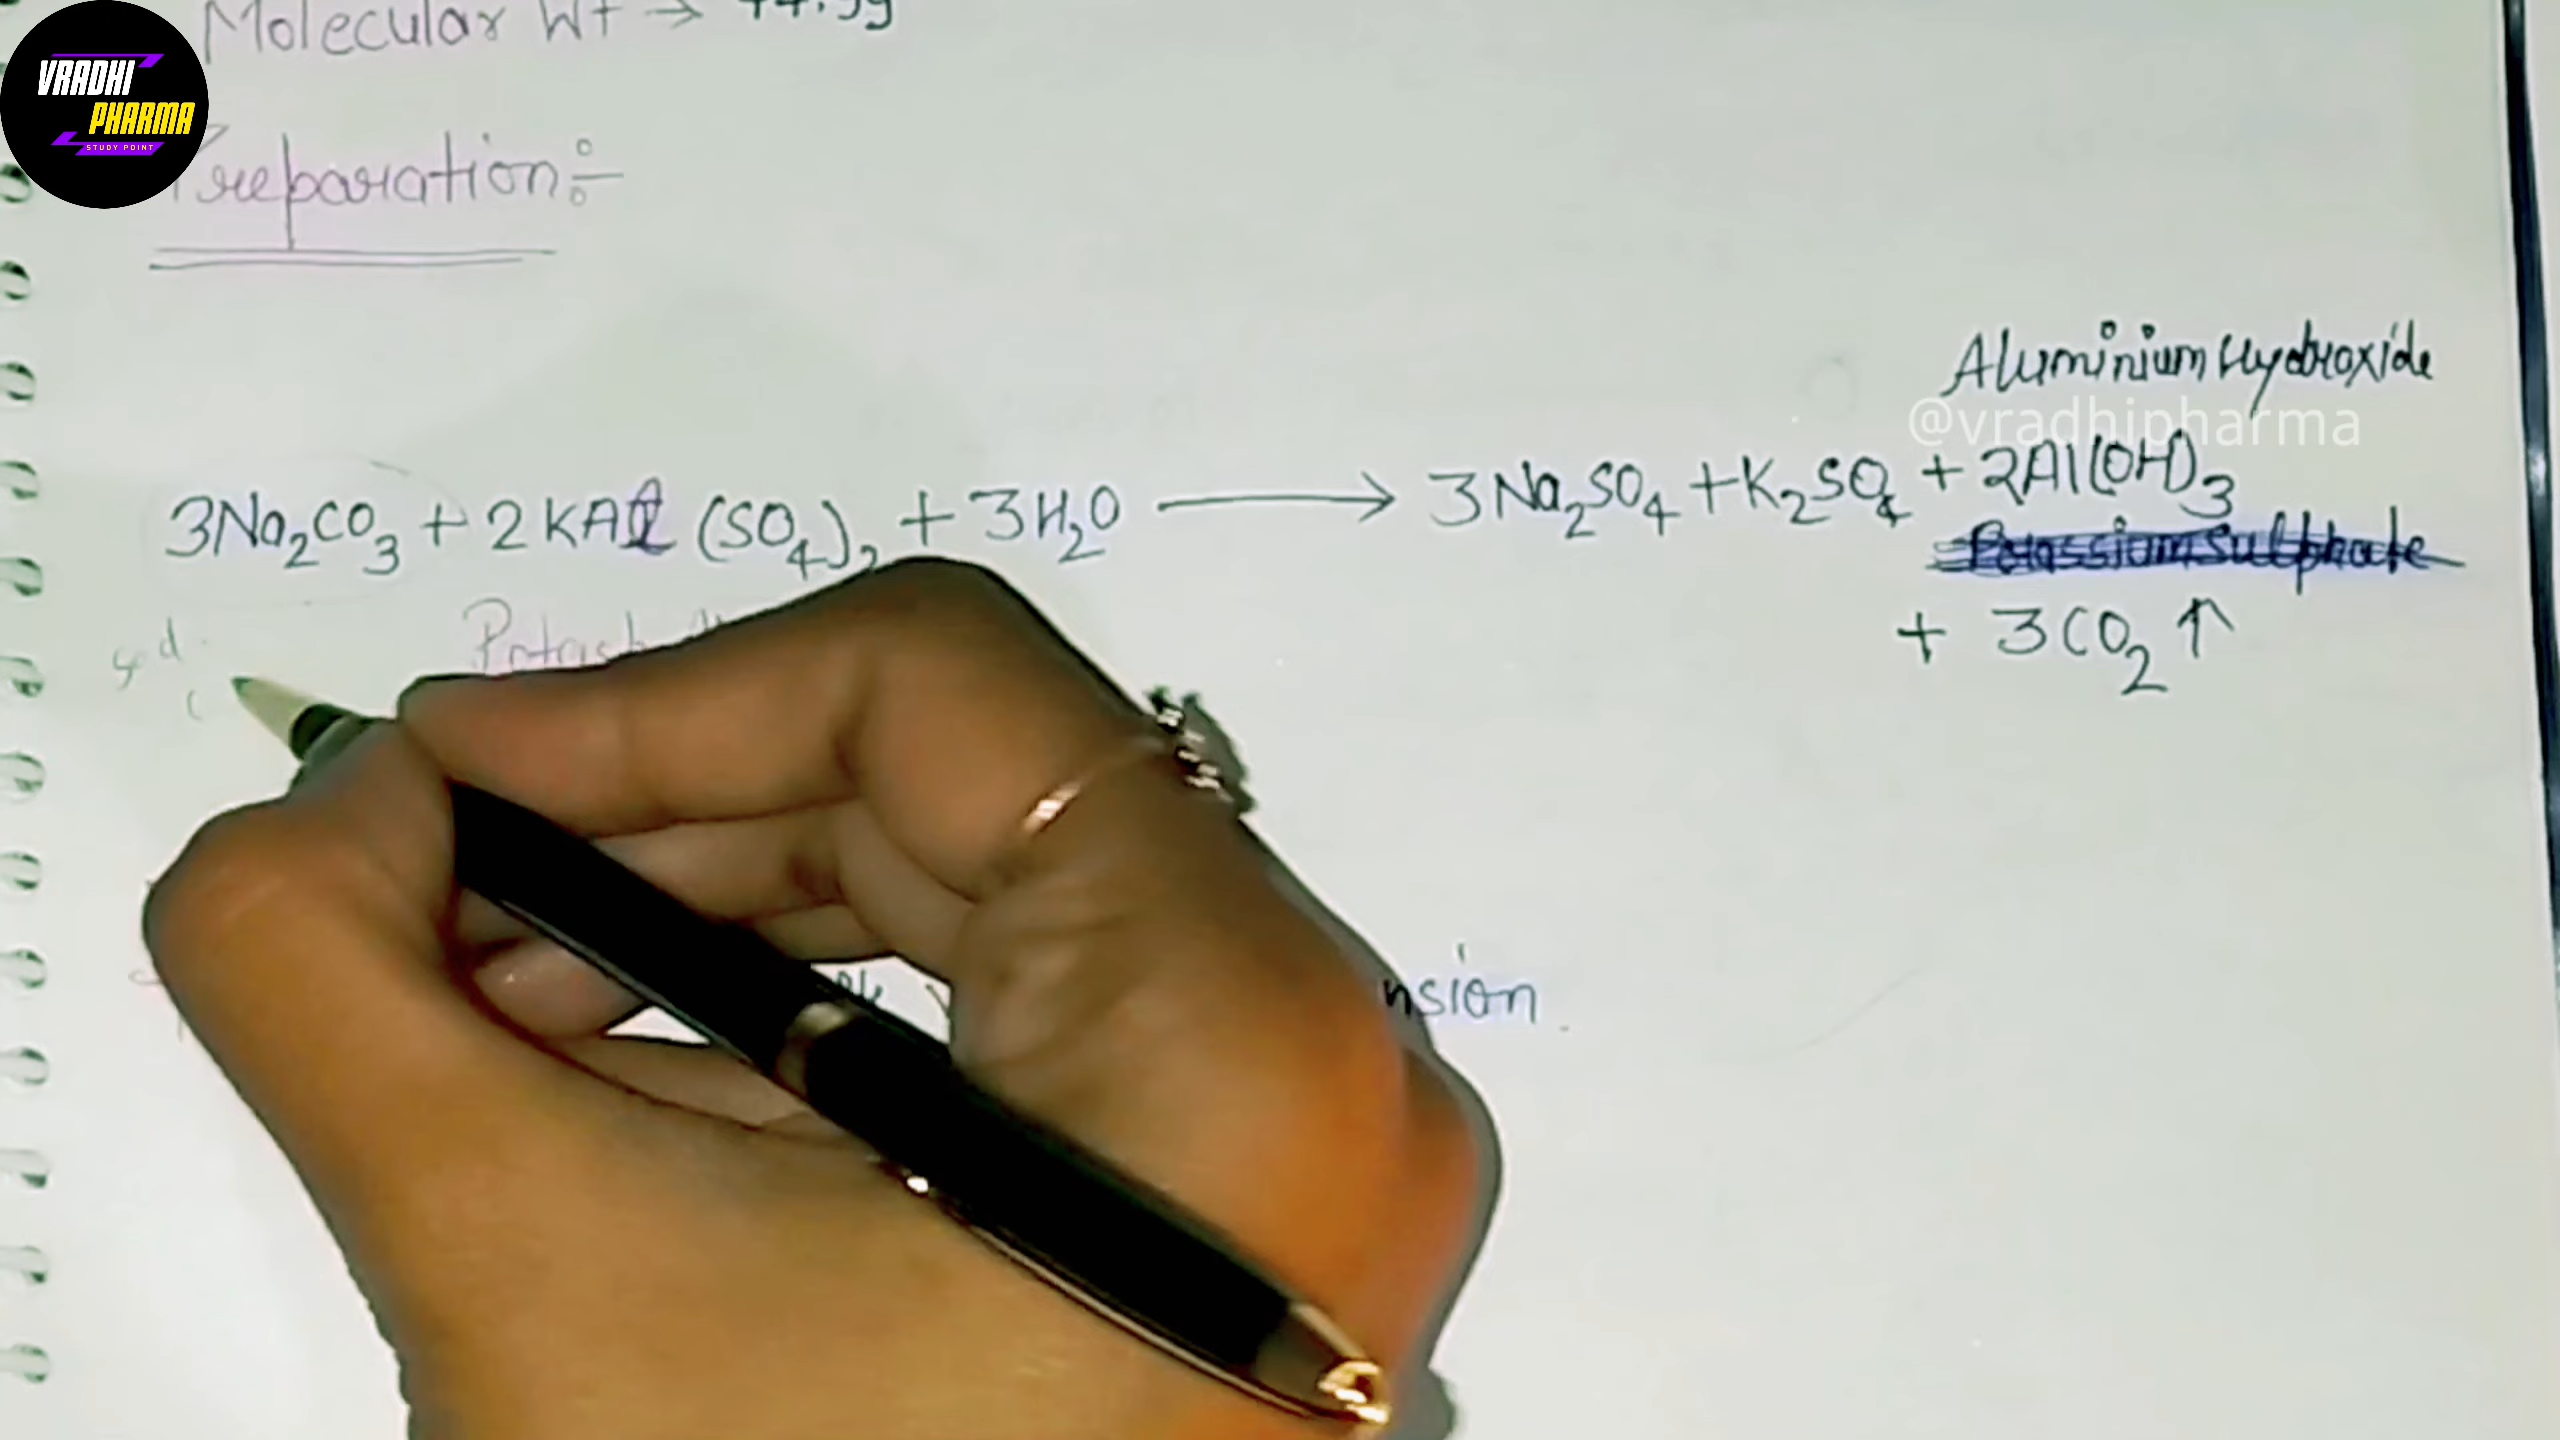 Molecular Wt →
VRADHI
PHARMA
STUDY POINT
Preparation:-
Aluminium Hydroxide
@vradhipharma
3Na₂CO₃ + 2KAl (SO₄)₂ + 3H₂O ⟶ 3Na₂SO₄ + K₂SO₄ + 2Al(OH)₃
Potassium Sulphate
+ 3CO₂ ↑
Potash